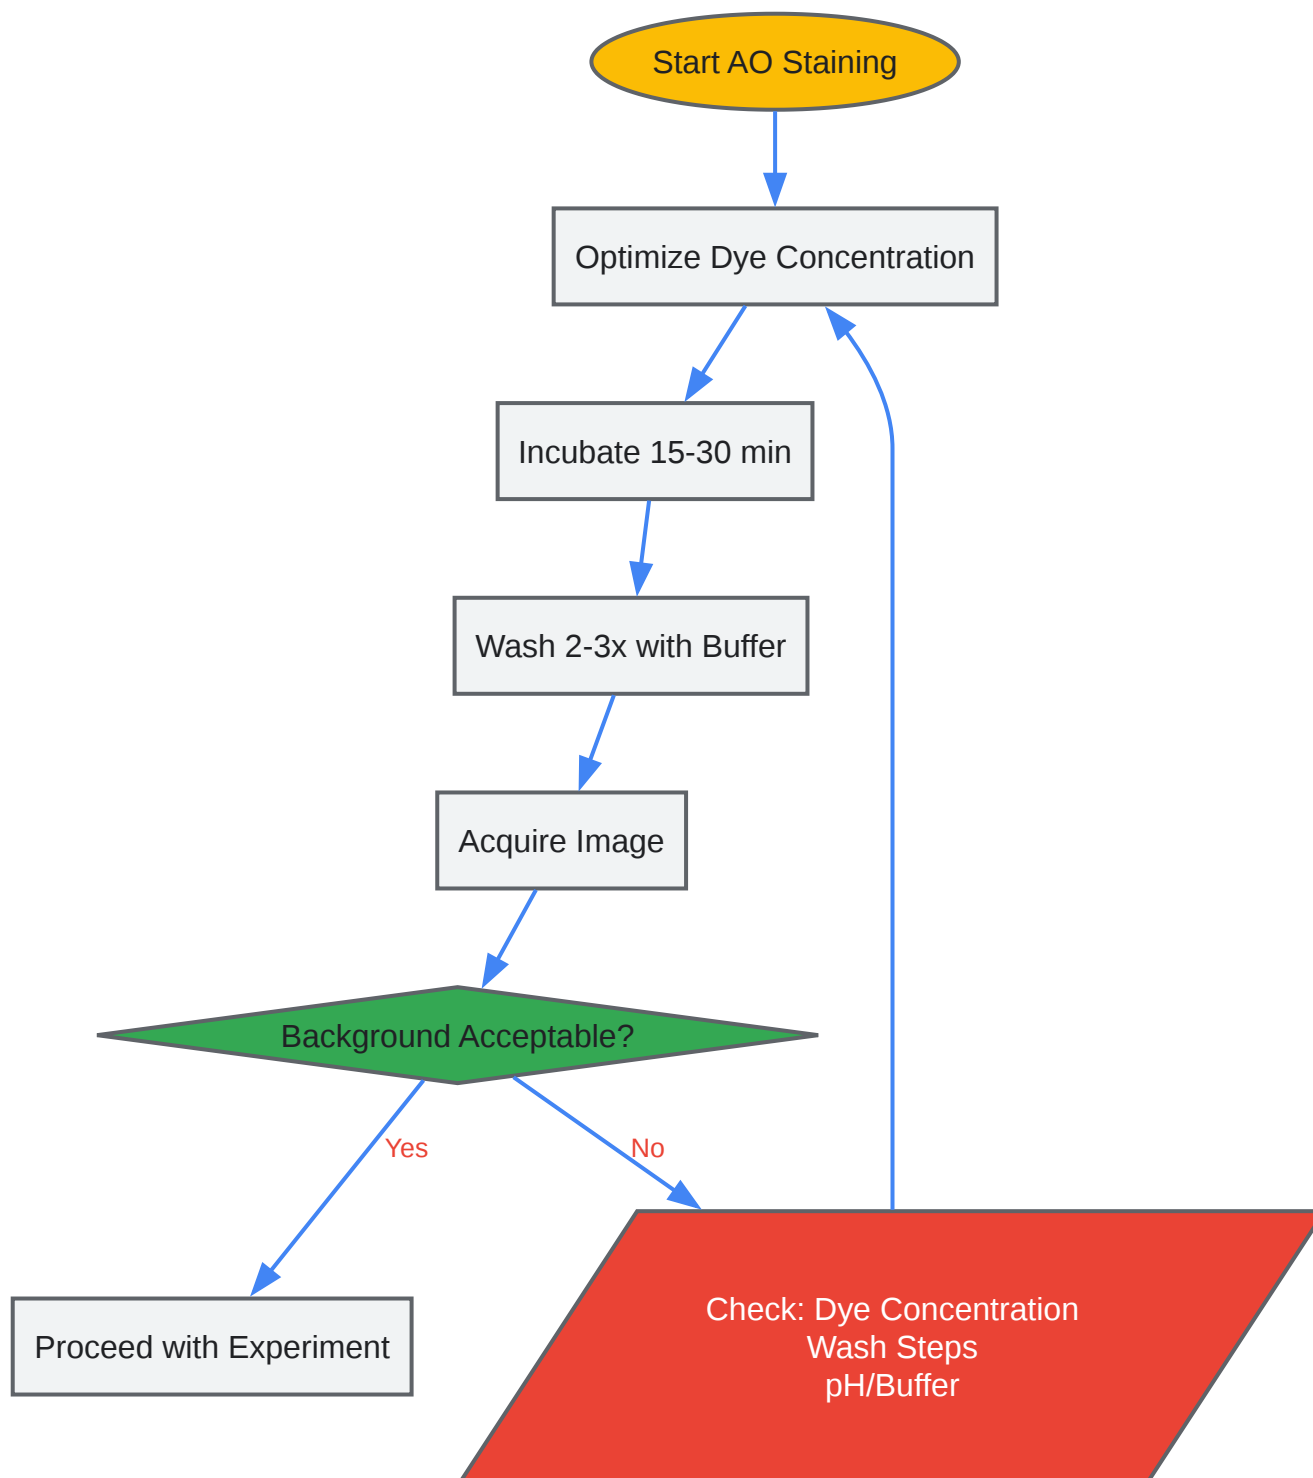 Start AO Staining
Optimize Dye Concentration
Incubate 15-30 min
Wash 2-3x with Buffer
Acquire Image
Background Acceptable?
Yes
No
Proceed with Experiment
Check: Dye Concentration
Wash Steps
pH/Buffer